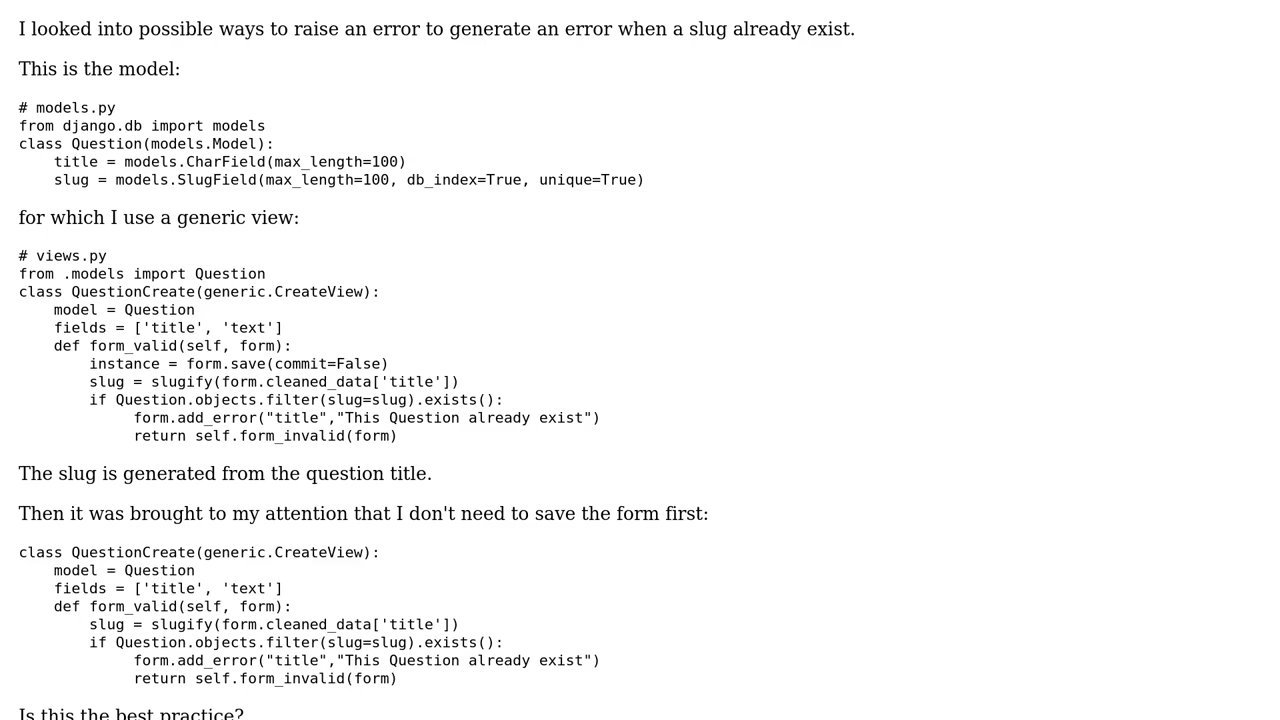 I looked into possible ways to raise an error to generate an error when a slug already exist.
This is the model:
# models.py
from django.db import models
class Question(models.Model):
    title = models.CharField(max_length=100)
    slug = models.SlugField(max_length=100, db_index=True, unique=True)
for which I use a generic view:
# views.py
from .models import Question
class QuestionCreate(generic.CreateView):
    model = Question
    fields = ['title', 'text']
    def form_valid(self, form):
        instance = form.save(commit=False)
        slug = slugify(form.cleaned_data['title'])
        if Question.objects.filter(slug=slug).exists():
             form.add_error("title","This Question already exist")
             return self.form_invalid(form)
The slug is generated from the question title.
Then it was brought to my attention that I don't need to save the form first:
class QuestionCreate(generic.CreateView):
    model = Question
    fields = ['title', 'text']
    def form_valid(self, form):
        slug = slugify(form.cleaned_data['title'])
        if Question.objects.filter(slug=slug).exists():
             form.add_error("title","This Question already exist")
             return self.form_invalid(form)
Is this the best practice?